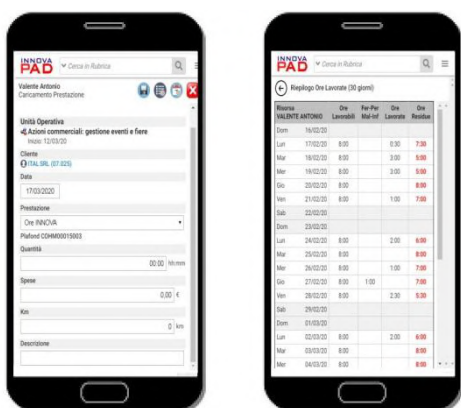 INNOVA
PAD
Cerca in Rubrica
Valente Antonio
Caricamento Prestazione
Unità Operativa
Azioni commerciali: gestione eventi e fiere
Inizio: 12/03/20
Cliente
ITAL SRL (07.025)
Data
17/03/2020
Prestazione
Ore INNOVA
Plafond COHM00015003
Quantità
00:00 hh:mm
Spese
0,00 €
Km
0 km
Descrizione
INNOVA
PAD
Cerca in Rubrica
Riepilogo Ore Lavorate (30 giorni)
Risorsa Ore Fer-Per Ore Ore
VALENTE ANTONIO Lavorabili Mal-Inf Lavorate Residue
Dom 16/02/20
Lun 17/02/20 8:00 0:30 7:30
Mar 18/02/20 8:00 3:00 5:00
Mer 19/02/20 8:00 3:00 5:00
Gio 20/02/20 8:00 8:00
Ven 21/02/20 8:00 1:00 7:00
Sab 22/02/20
Dom 23/02/20
Lun 24/02/20 8:00 2:00 6:00
Mar 25/02/20 8:00 8:00
Mer 26/02/20 8:00 1:00 7:00
Gio 27/02/20 8:00 1:00 7:00
Ven 28/02/20 8:00 2:30 5:30
Sab 29/02/20
Dom 01/03/20
Lun 02/03/20 8:00 2:00 6:00
Mar 03/03/20 8:00 8:00
Mer 04/03/20 8:00 8:00